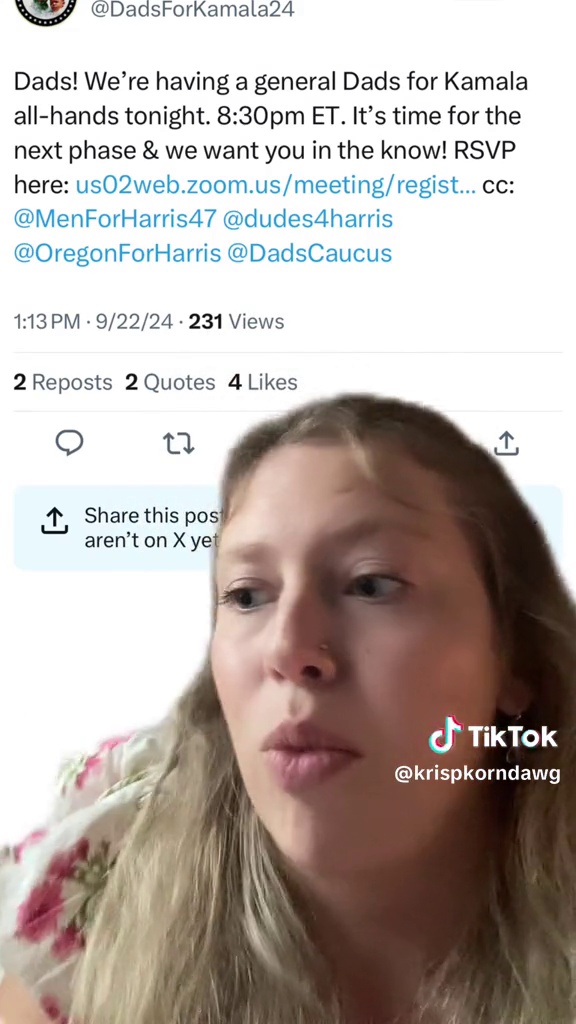 @DadsForKamala24
Dads! We’re having a general Dads for Kamala
all-hands tonight. 8:30pm ET. It’s time for the
next phase & we want you in the know! RSVP
here: us02web.zoom.us/meeting/regist... cc:
@MenForHarris47 @dudes4harris
@OregonForHarris @DadsCaucus
1:13 PM · 9/22/24 · 231 Views
2 Reposts 2 Quotes 4 Likes
Share this post
aren’t on X yet
TikTok
@krispkorndawg